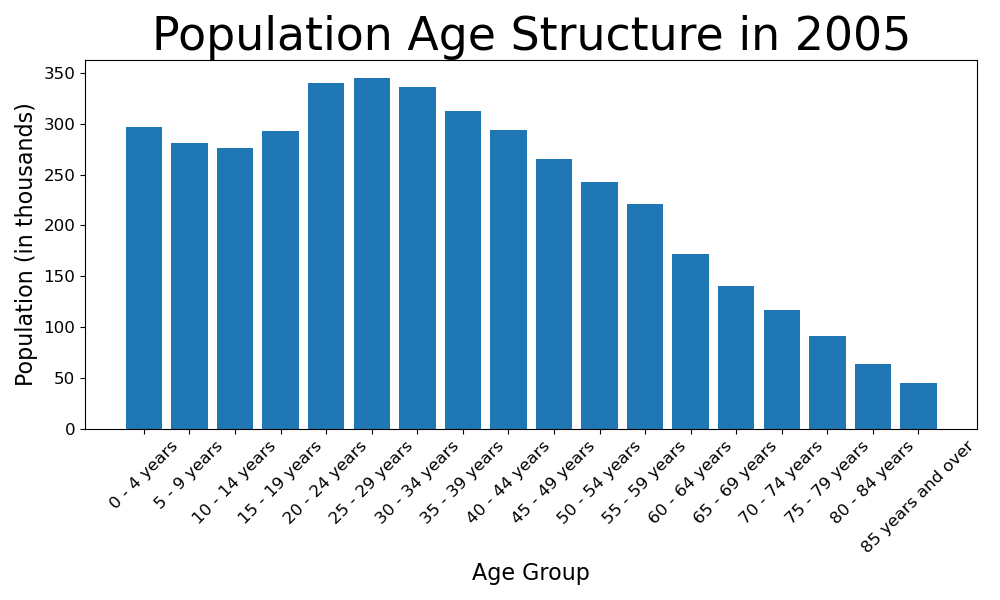 Population Age Structure in 2005
Population (in thousands)
350
300
250
200
150
100
50
0
0 - 4 years
5 - 9 years
10 - 14 years
15 - 19 years
20 - 24 years
25 - 29 years
30 - 34 years
35 - 39 years
40 - 44 years
45 - 49 years
50 - 54 years
55 - 59 years
60 - 64 years
65 - 69 years
70 - 74 years
75 - 79 years
80 - 84 years
85 years and over
Age Group